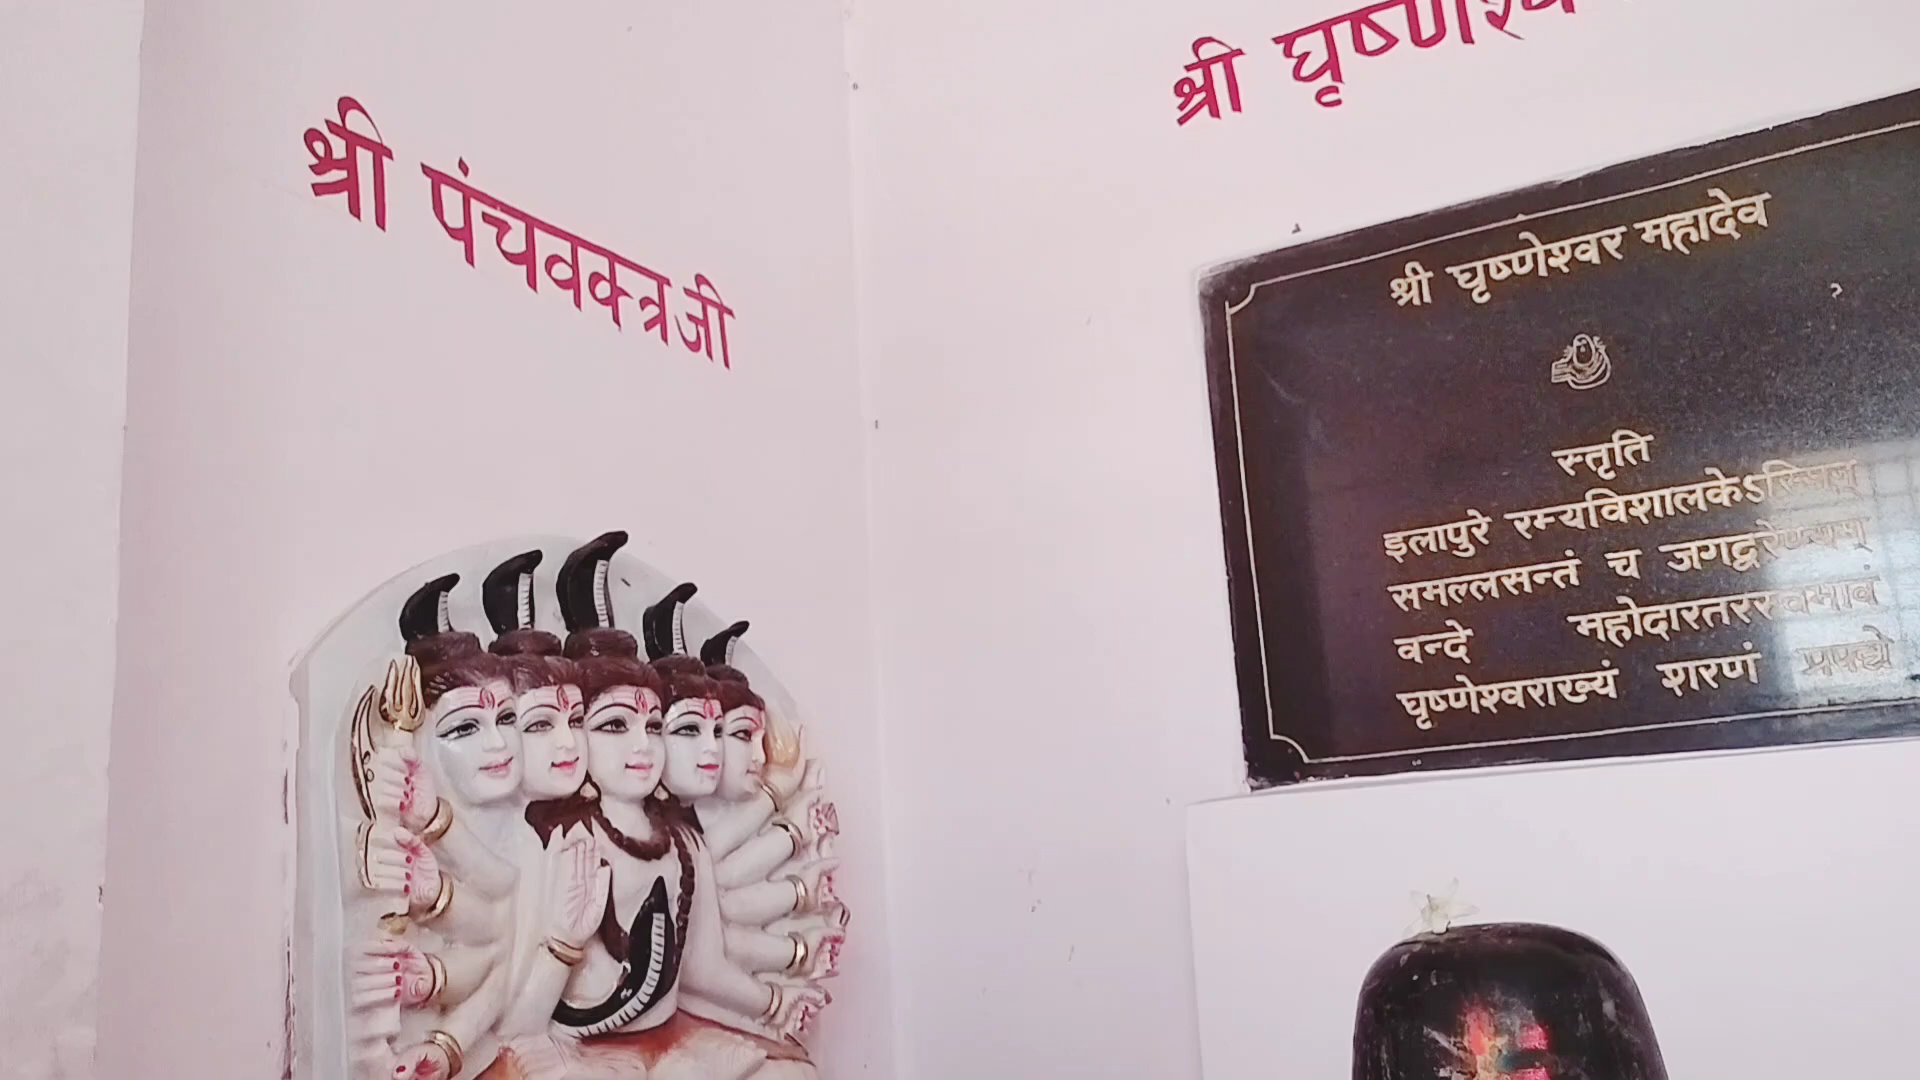 श्री पंचवक्त्रजी
श्री घृष्णेश्व
श्री घृष्णेश्वर महादेव
स्तृति
इलापुरे रम्यविशालकेऽस्मिन्
समल्लसन्तं च जगद्वरेण्यम्
वन्दे महोदारतरस्वभावं
घृष्णेश्वराख्यं शरणं प्रपद्ये